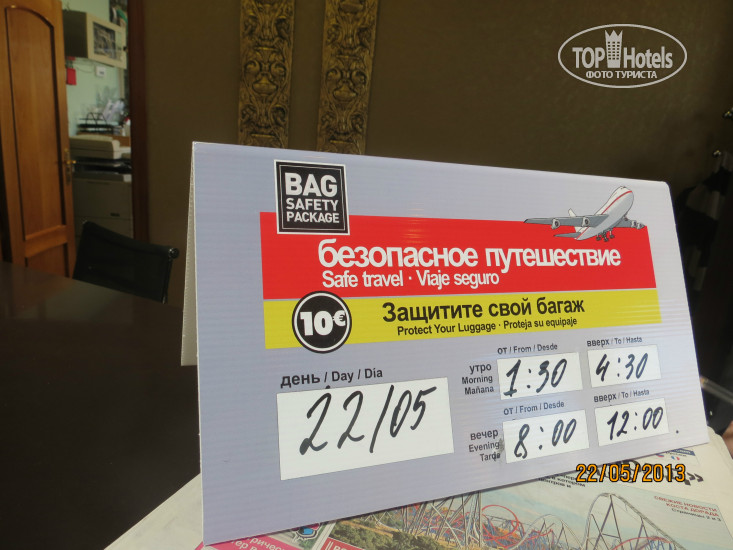 TOP Hotels
ФОТО ТУРИСТА
BAG
SAFETY
PACKAGE
безопасное путешествие
Safe travel · Viaje seguro
10€
Защитите свой багаж
Protect Your Luggage · Proteja su equipaje
день / Day / Dia
22/05
утро
Morning
Mañana
от / From / Desde
1:30
вверх / To / Hasta
4:30
вечер
Evening
от / From / Desde
8:00
вверх / To / Hasta
12:00.
22/05/2013
СВЕЖИЕ НОВОСТИ